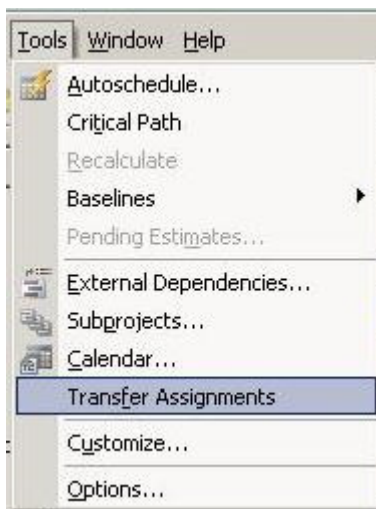 Tools Window Help
Autoschedule...
Critical Path
Recalculate
Baselines
Pending Estimates...
External Dependencies...
Subprojects...
Calendar...
Transfer Assignments
Customize...
Options...